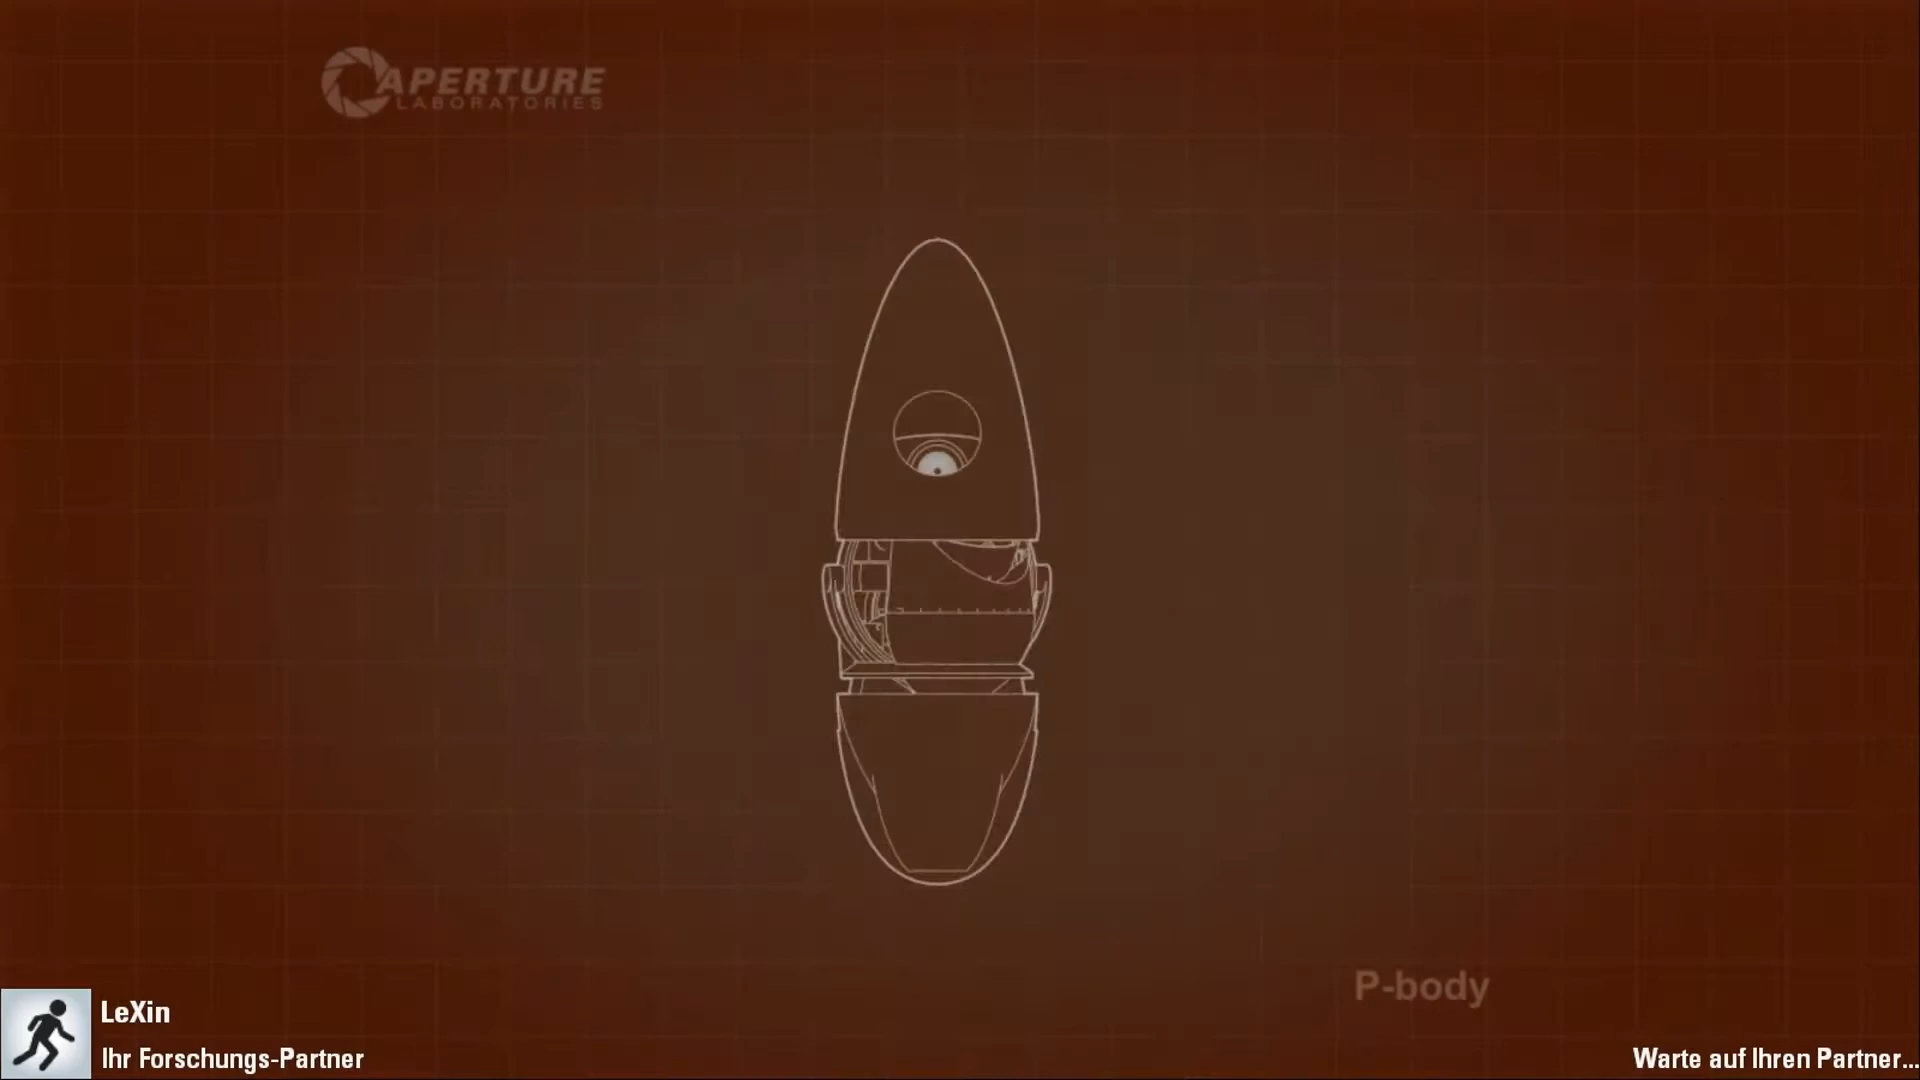 APERTURE
LABORATORIES
P-body
LeXin
Ihr Forschungs-Partner
Warte auf Ihren Partner...